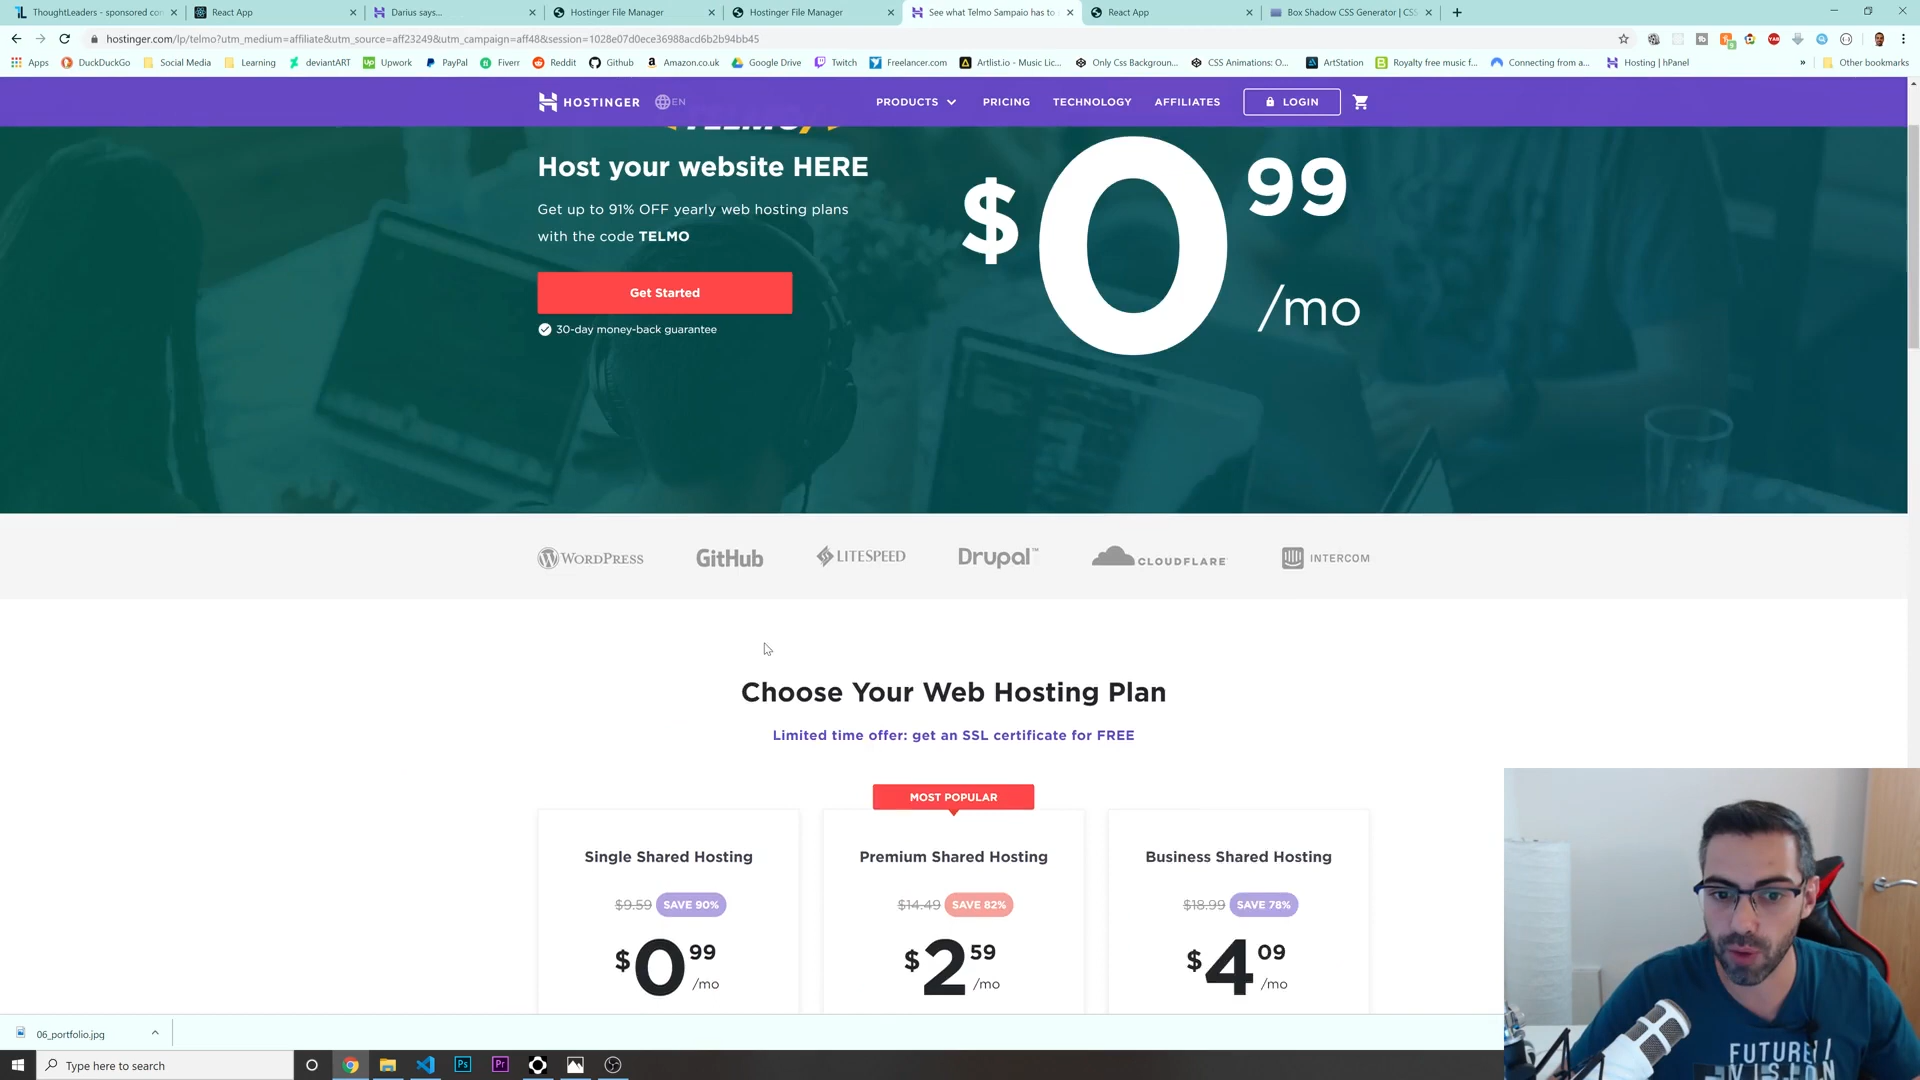 ThoughtLeaders - sponsored con
React App
Darius says...
Hostinger File Manager
Hostinger File Manager
See what Telmo Sampaio has to
React App
Box Shadow CSS Generator | CSS
hostinger.com/lp/telmo?utm_medium=affiliate&utm_source=aff23249&utm_campaign=aff48&session=1028e07d0ece36988acd6b2b94bb45
Apps
DuckDuckGo
Social Media
Learning
deviantART
Upwork
PayPal
Fiverr
Reddit
Github
Amazon.co.uk
Google Drive
Twitch
Freelancer.com
Artlist.io - Music Lic...
Only Css Backgroun...
CSS Animations: O...
ArtStation
Royalty free music f...
Connecting from a...
Hosting | hPanel
»
Other bookmarks
HOSTINGER
EN
PRODUCTS
PRICING
TECHNOLOGY
AFFILIATES
LOGIN
TELMO
Host your website HERE
Get up to 91% OFF yearly web hosting plans
with the code TELMO
Get Started
30-day money-back guarantee
$0 99
/mo
WORDPRESS
GitHub
LITESPEED
Drupal™
CLOUDFLARE
INTERCOM
Choose Your Web Hosting Plan
Limited time offer: get an SSL certificate for FREE
MOST POPULAR
Single Shared Hosting
$9.59 SAVE 90%
$0 99
/mo
Premium Shared Hosting
$14.49 SAVE 82%
$2 59
/mo
Business Shared Hosting
$18.99 SAVE 78%
$4 09
/mo
FUTURE
VISION
06_portfolio.jpg
Type here to search
Ps
Pr